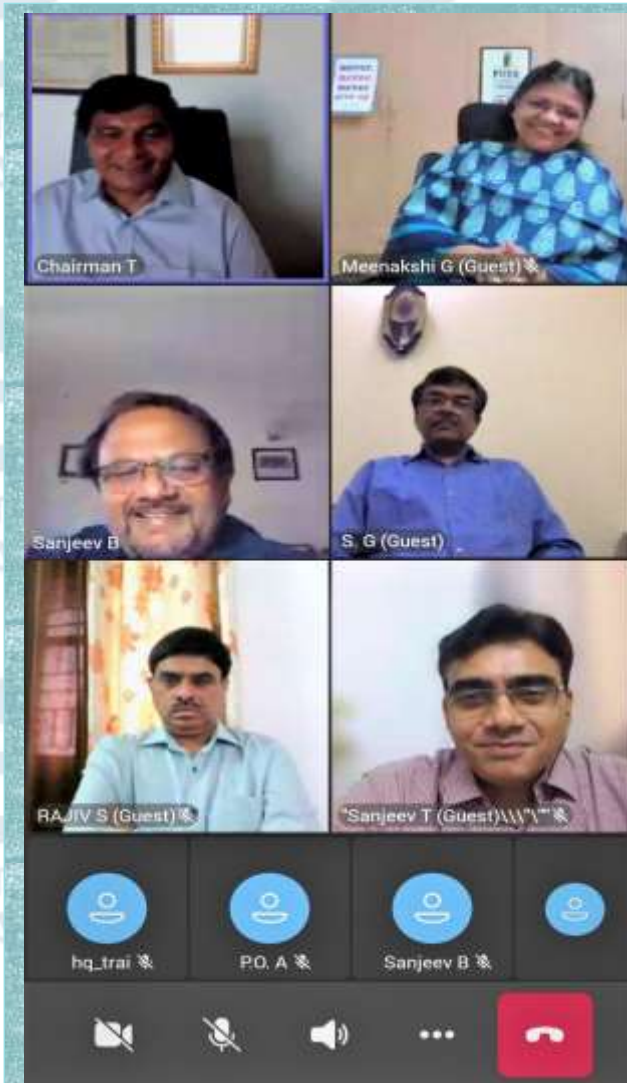 Chairman T
Meenakshi G (Guest)
Sanjeev B
S. G (Guest)
RAJIV S (Guest)
"Sanjeev T (Guest)\\\"\""
hq_trai
P.O. A
Sanjeev B